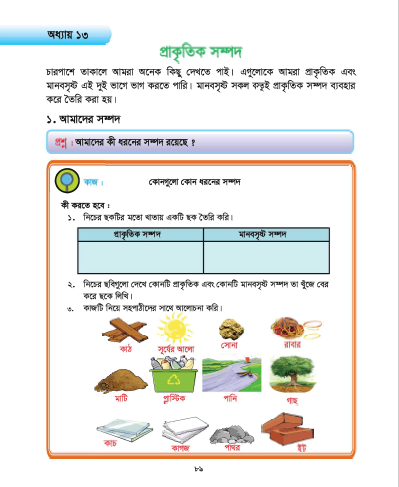 অধ্যায় ১৩
প্রাকৃতিক সম্পদ
চারপাশে তাকালে আমরা অনেক কিছু দেখতে পাই। এগুলোকে আমরা প্রাকৃতিক এবং
মানবসৃষ্ট এই দুই ভাগে ভাগ করতে পারি। মানবসৃষ্ট সকল বস্তুই প্রাকৃতিক সম্পদ ব্যবহার
করে তৈরি করা হয়।
১. আমাদের সম্পদ
প্রশ্ন : আমাদের কী ধরনের সম্পদ রয়েছে ?
কাজ : কোনগুলো কোন ধরনের সম্পদ
কী করতে হবে :
১. নিচের ছকটির মতো খাতায় একটি ছক তৈরি করি।
প্রাকৃতিক সম্পদ মানবসৃষ্ট সম্পদ
২. নিচের ছবিগুলো দেখে কোনটি প্রাকৃতিক এবং কোনটি মানবসৃষ্ট সম্পদ তা খুঁজে বের
করে ছকে লিখি।
৩. কাজটি নিয়ে সহপাঠীদের সাথে আলোচনা করি।
কাঠ সূর্যের আলো সোনা রাবার
মাটি প্লাস্টিক পানি গাছ
কাচ কাগজ পাথর ইট
৮৯